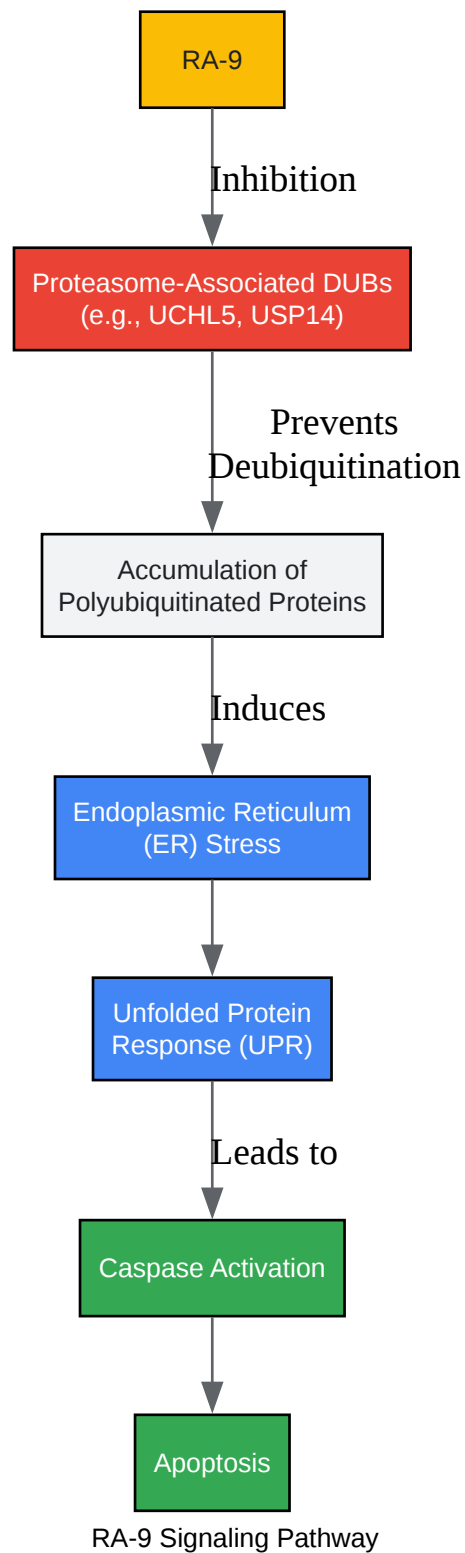 RA-9
Inhibition
Proteasome-Associated DUBs
(e.g., UCHL5, USP14)
Prevents
Deubiquitination
Accumulation of
Polyubiquitinated Proteins
Induces
Endoplasmic Reticulum
(ER) Stress
Unfolded Protein
Response (UPR)
Leads to
Caspase Activation
Apoptosis
RA-9 Signaling Pathway